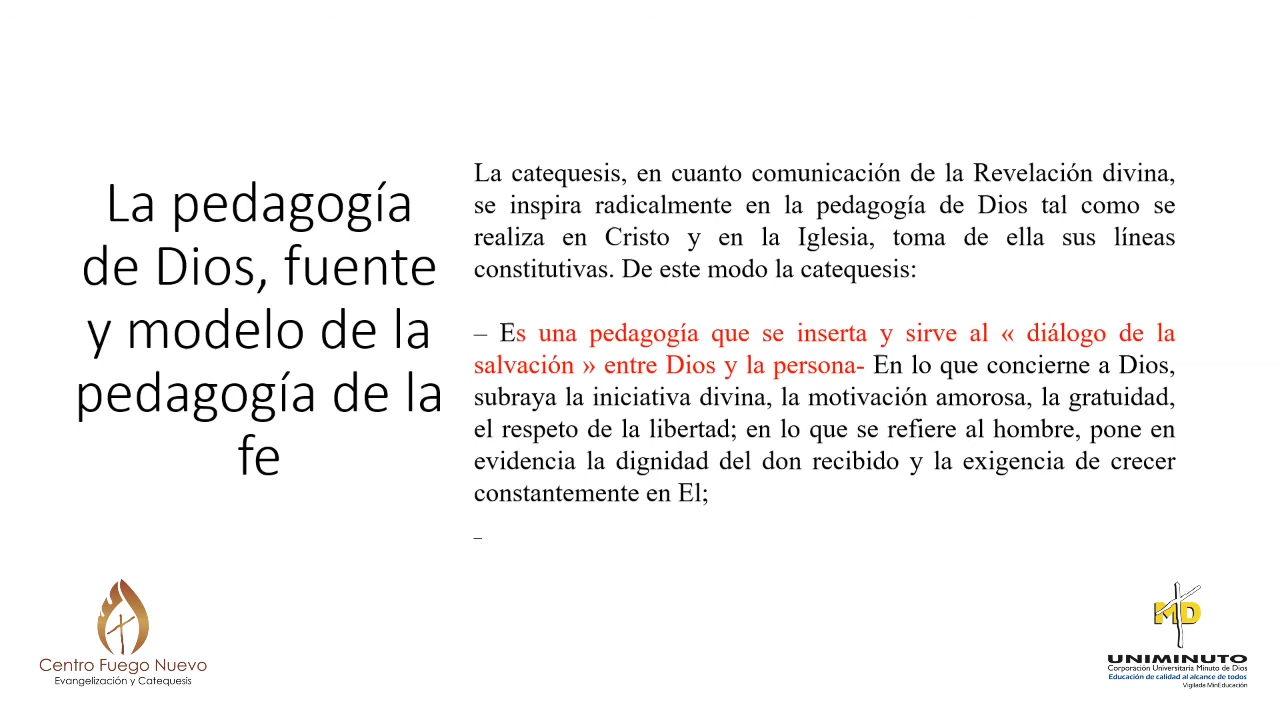 La pedagogía
de Dios, fuente
y modelo de la
pedagogía de la
fe
La catequesis, en cuanto comunicación de la Revelación divina,
se inspira radicalmente en la pedagogía de Dios tal como se
realiza en Cristo y en la Iglesia, toma de ella sus líneas
constitutivas. De este modo la catequesis:
– Es una pedagogía que se inserta y sirve al « diálogo de la
salvación » entre Dios y la persona- En lo que concierne a Dios,
subraya la iniciativa divina, la motivación amorosa, la gratuidad,
el respeto de la libertad; en lo que se refiere al hombre, pone en
evidencia la dignidad del don recibido y la exigencia de crecer
constantemente en El;
–
Centro Fuego Nuevo
Evangelización y Catequesis
MD
UNIMINUTO
Corporación Universitaria Minuto de Dios
Educación de calidad al alcance de todos
Vigilada MinEducación